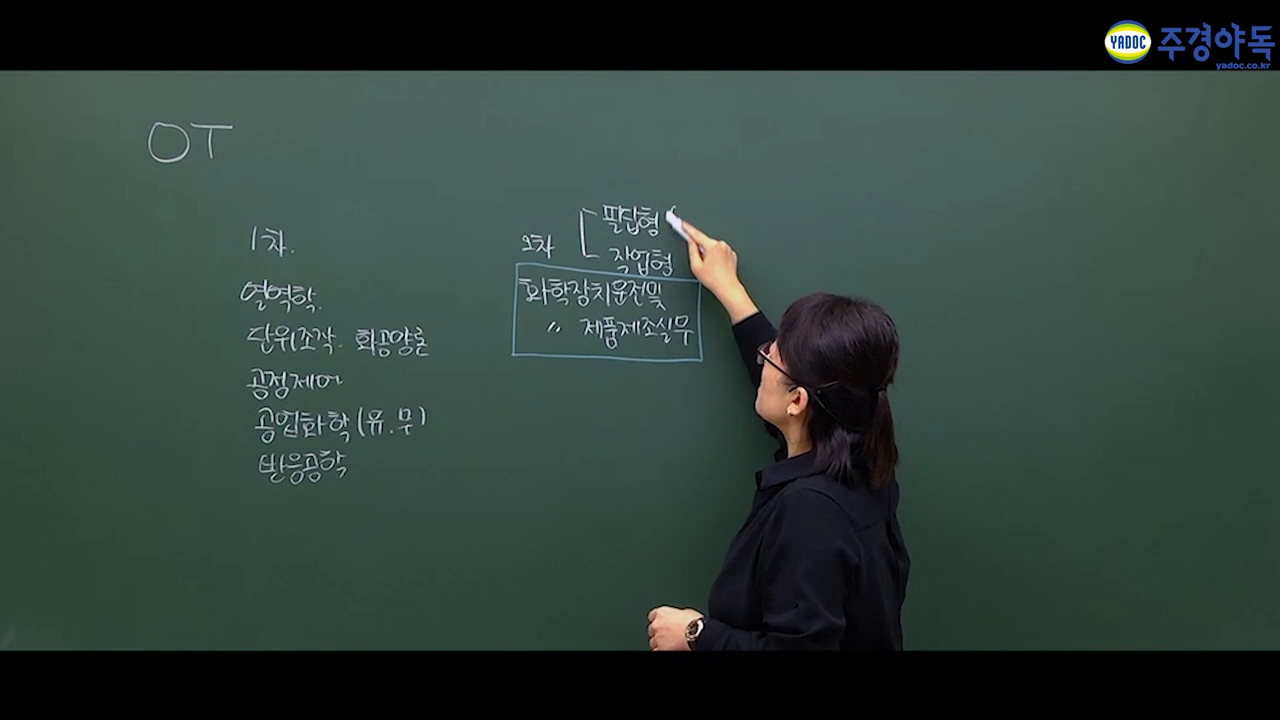 YADOC 주경야독
yadoc.co.kr
OT
1차.
열역학.
단위조작. 화공양론
공정제어
공업화학(유.무)
반응공학
2차 [ 필답형
작업형
화학장치운전및
〃 제품제조실무